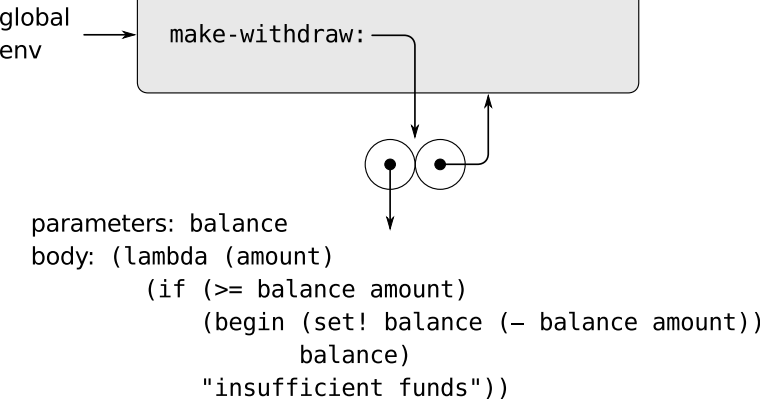 global
env
make-withdraw:
parameters: balance
body: (lambda (amount)
(if (>= balance amount)
(begin (set! balance (– balance amount))
balance)
"insufficient funds"))